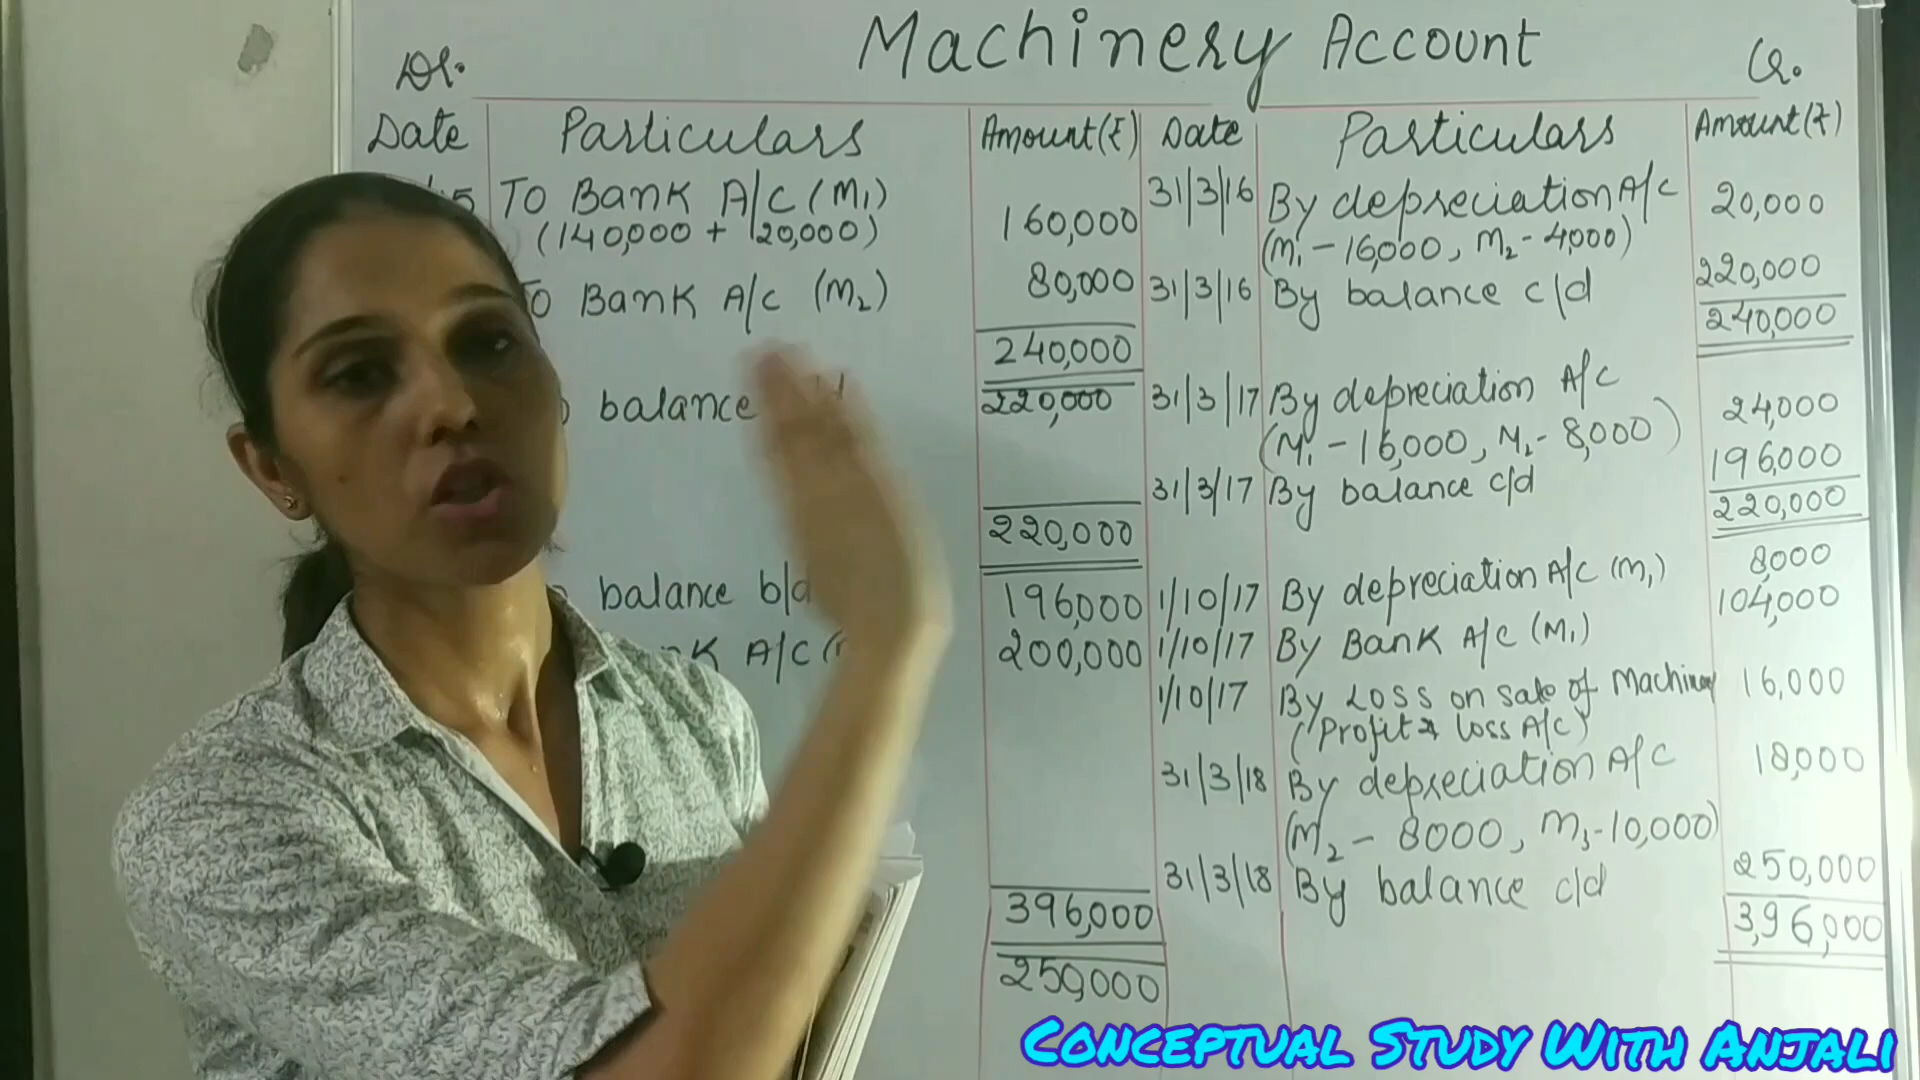 Machinery Account
Dr.
Cr.
Date Particulars Amount(₹) Date Particulars Amount(₹)
To Bank A/c (M1)
(140,000 + 20,000) 160,000
To Bank A/c (M2) 80,000
240,000
balance 220,000
220,000
balance b/d 196,000
A/c 200,000
396,000
250,000
31/3/16 By depreciation A/c 20,000
(M1 - 16,000, M2 - 4,000)
31/3/16 By balance c/d 220,000
240,000
31/3/17 By depreciation A/c 24,000
(M1 - 16,000, M2 - 8,000)
31/3/17 By balance c/d 196,000
220,000
1/10/17 By depreciation A/c (M1) 8000
1/10/17 By Bank A/c (M1) 104,000
1/10/17 By Loss on sale of Machinery 16,000
(Profit & loss A/c)
31/3/18 By depreciation A/c 18,000
(M2 - 8000, M3 - 10,000)
31/3/18 By balance c/d 250,000
3,96,000
Conceptual Study With Anjali